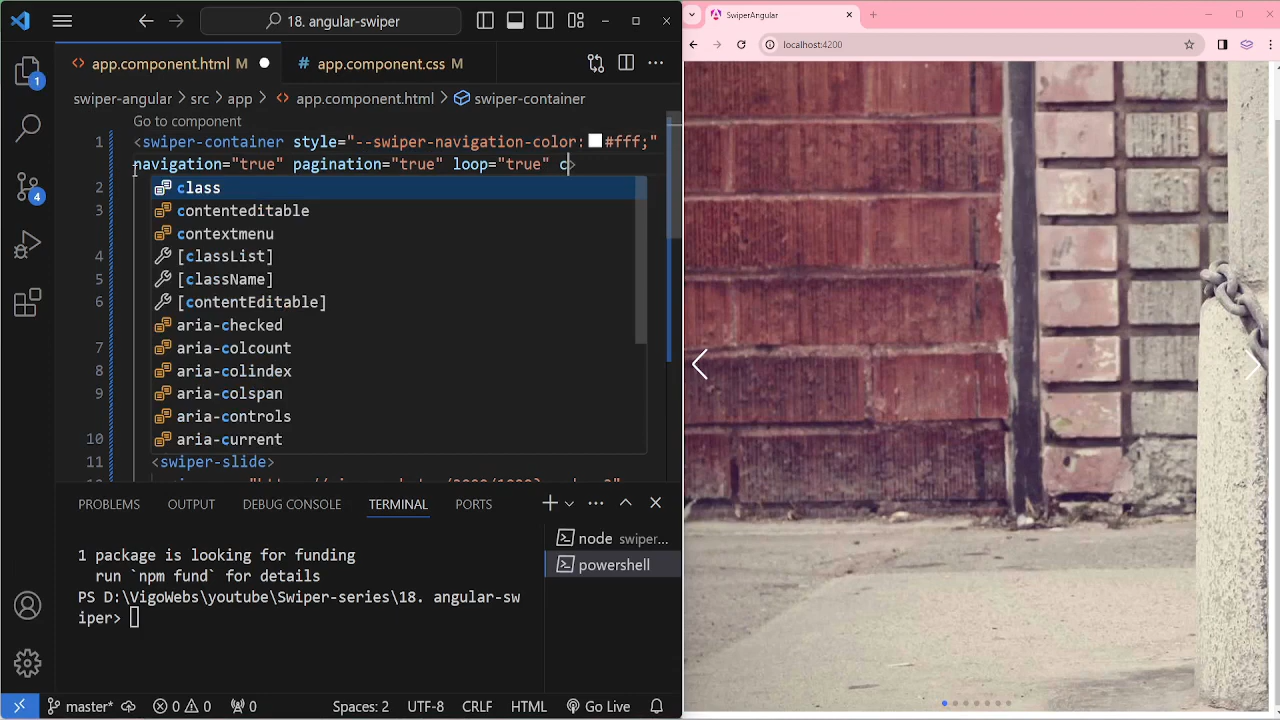 18. angular-swiper
app.component.html M
# app.component.css M
swiper-angular > src > app > <> app.component.html > swiper-container
Go to component
1 <swiper-container style="--swiper-navigation-color: #fff;"
navigation="true" pagination="true" loop="true" c>
2 class
3 contenteditable
contextmenu
4 [classList]
5 [className]
6 [contentEditable]
aria-checked
7 aria-colcount
8 aria-colindex
9 aria-colspan
aria-controls
10 aria-current
11 <swiper-slide>
PROBLEMS OUTPUT DEBUG CONSOLE TERMINAL PORTS
1 package is looking for funding
run `npm fund` for details
PS D:\VigoWebs\youtube\Swiper-series\18. angular-sw
iper>
node swiper...
powershell
1
4
master* 0 0 0 Spaces: 2 UTF-8 CRLF HTML Go Live
SwiperAngular
localhost:4200